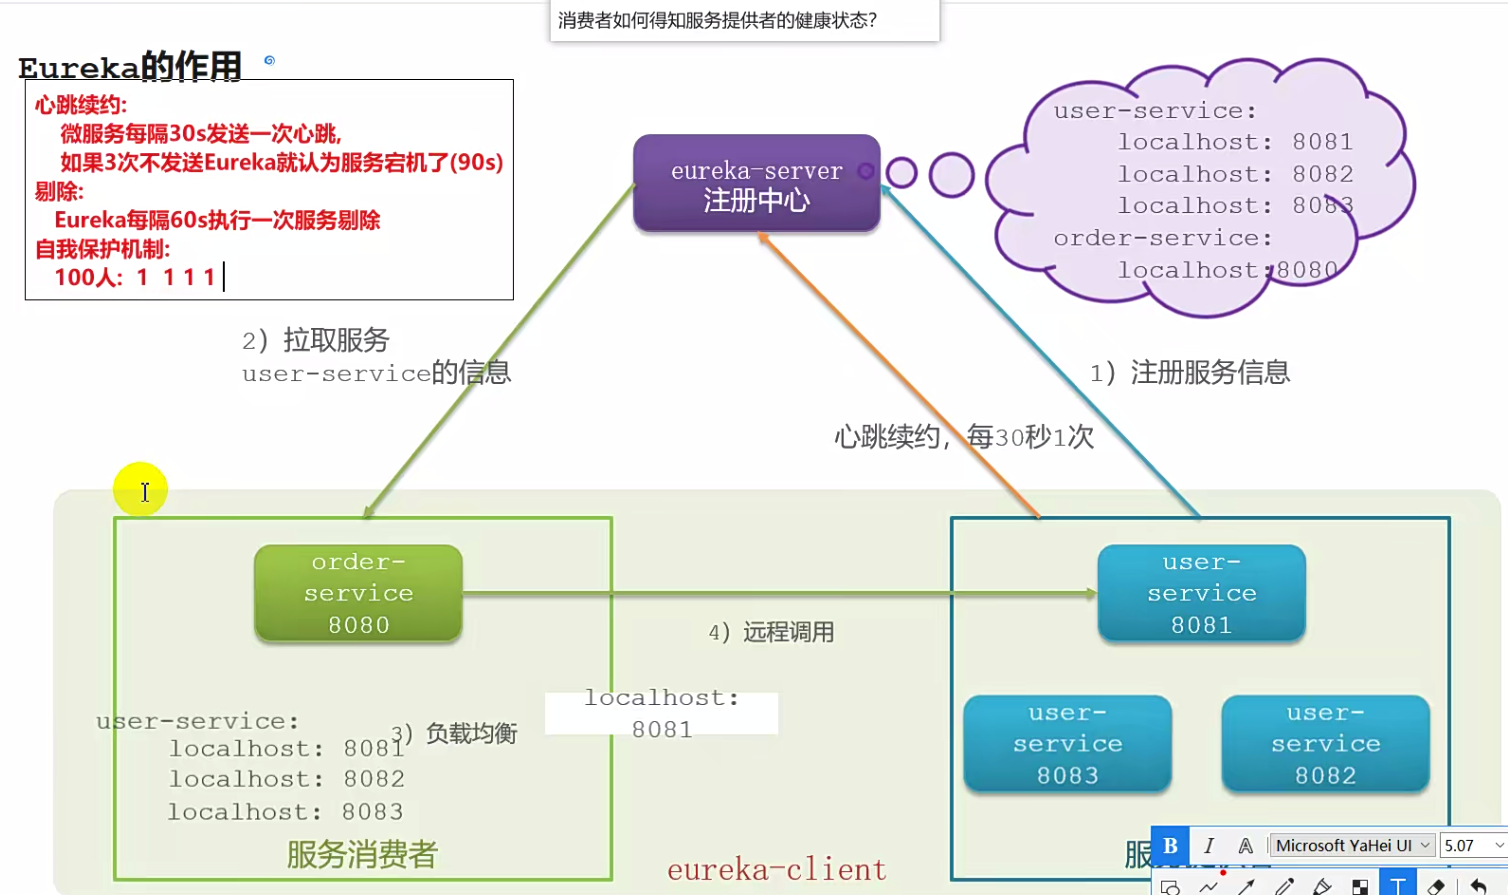 消费者如何得知服务提供者的健康状态?
Eureka的作用
心跳续约:
微服务每隔30s发送一次心跳,
如果3次不发送Eureka就认为服务宕机了(90s)
剔除:
Eureka每隔60s执行一次服务剔除
自我保护机制:
100人: 1 1 1 1
eureka-server
注册中心
user-service:
localhost: 8081
localhost: 8082
localhost: 8083
order-service:
localhost:8080
2）拉取服务
user-service的信息
1）注册服务信息
心跳续约，每30秒1次
order-
service
8080
user-
service
8081
4）远程调用
user-service:
localhost: 8081
localhost: 8082
localhost: 8083
3）负载均衡
localhost:
8081
user-
service
8083
user-
service
8082
服务消费者
eureka-client
服
B I A Microsoft YaHei UI 5.07
T